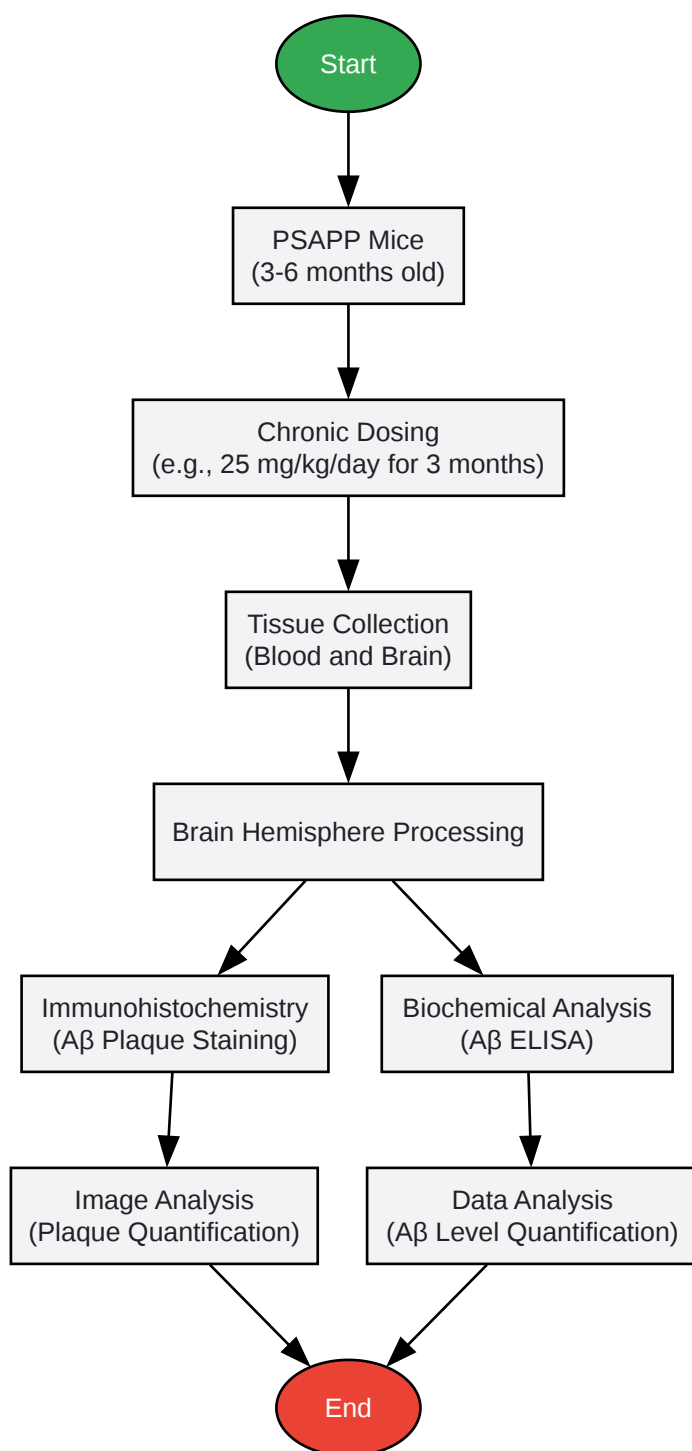 Start
PSAPP Mice
(3-6 months old)
Chronic Dosing
(e.g., 25 mg/kg/day for 3 months)
Tissue Collection
(Blood and Brain)
Brain Hemisphere Processing
Immunohistochemistry
(Aβ Plaque Staining)
Biochemical Analysis
(Aβ ELISA)
Image Analysis
(Plaque Quantification)
Data Analysis
(Aβ Level Quantification)
End